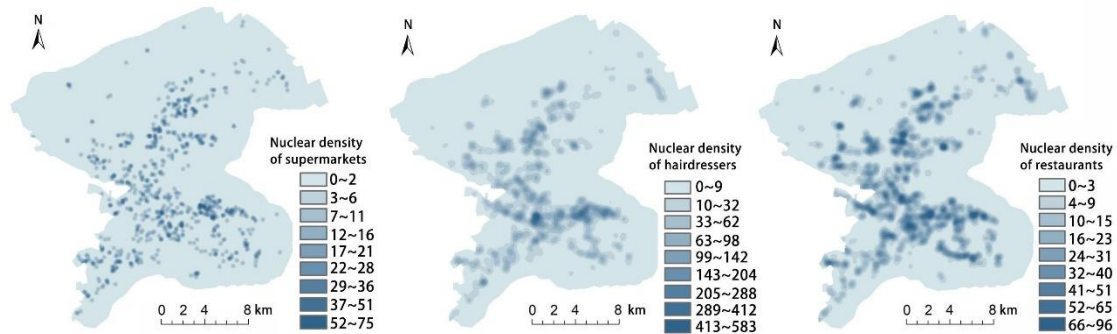 N
Nuclear density
of supermarkets
0~2
3~6
7~11
12~16
17~21
22~28
29~36
37~51
52~75
0 2 4 8 km
N
Nuclear density
of hairdressers
0~9
10~32
33~62
63~98
99~142
143~204
205~288
289~412
413~583
0 2 4 8 km
N
Nuclear density
of restaurants
0~3
4~9
10~15
16~23
24~31
32~40
41~51
52~65
66~96
0 2 4 8 km